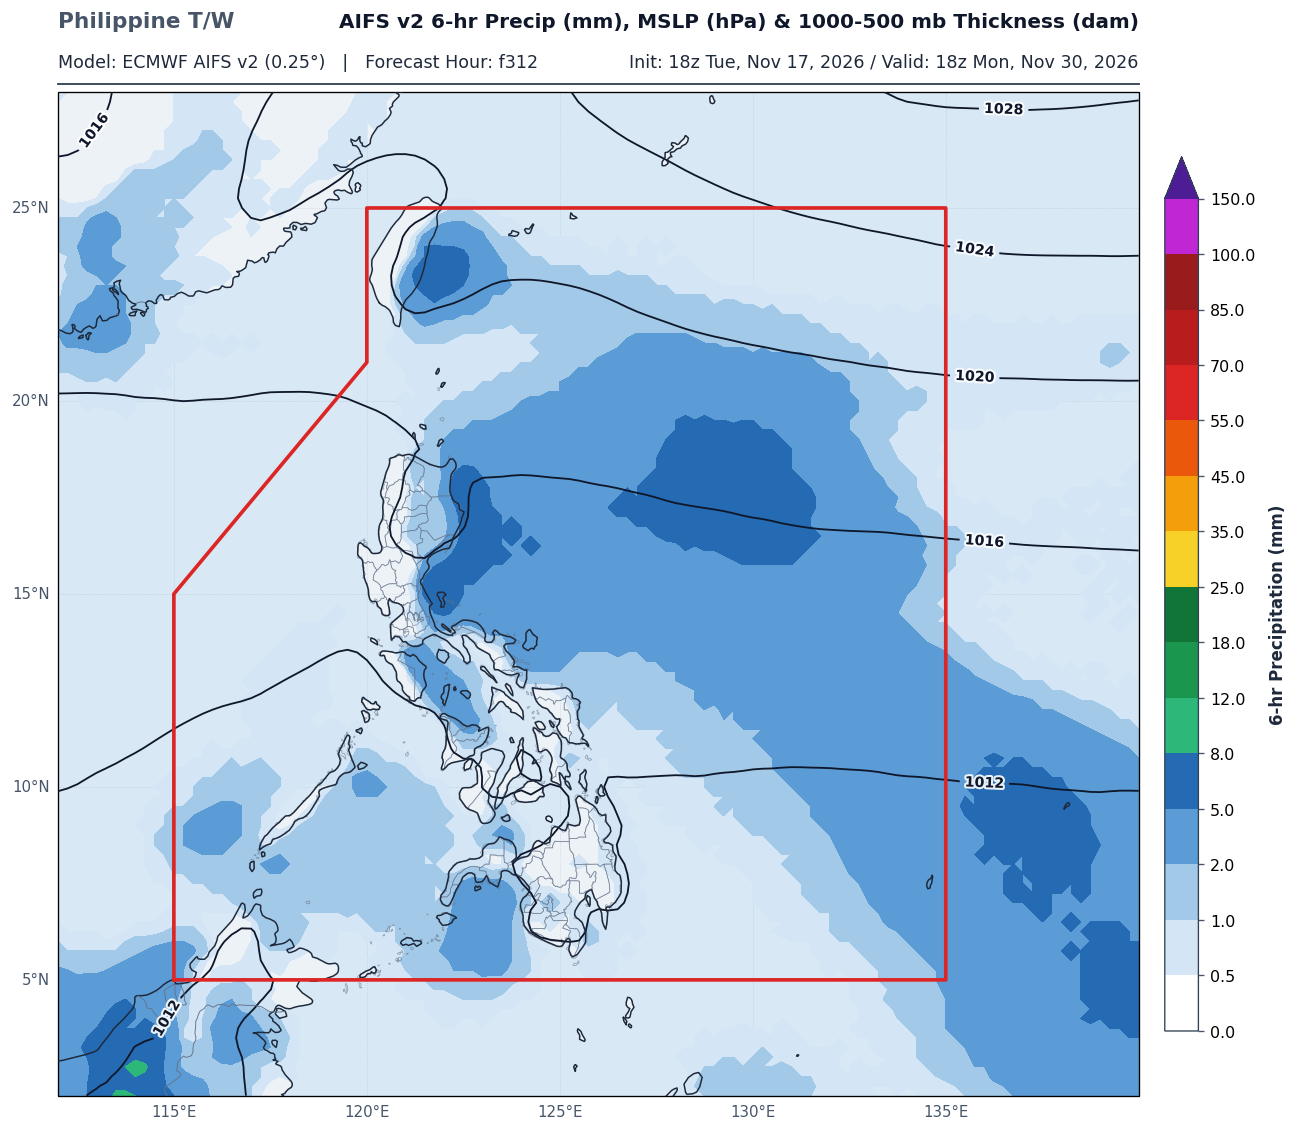 Philippine T/W
AIFS v2 6-hr Precip (mm), MSLP (hPa) & 1000-500 mb Thickness (dam)
Model: ECMWF AIFS v2 (0.25°) | Forecast Hour: f312
Init: 18z Tue, Nov 17, 2026 / Valid: 18z Mon, Nov 30, 2026
1016
1028
1024
1020
1016
1012
1012
25°N
20°N
15°N
10°N
5°N
115°E
120°E
125°E
130°E
135°E
150.0
100.0
85.0
70.0
55.0
45.0
35.0
25.0
18.0
12.0
8.0
5.0
2.0
1.0
0.5
0.0
6-hr Precipitation (mm)